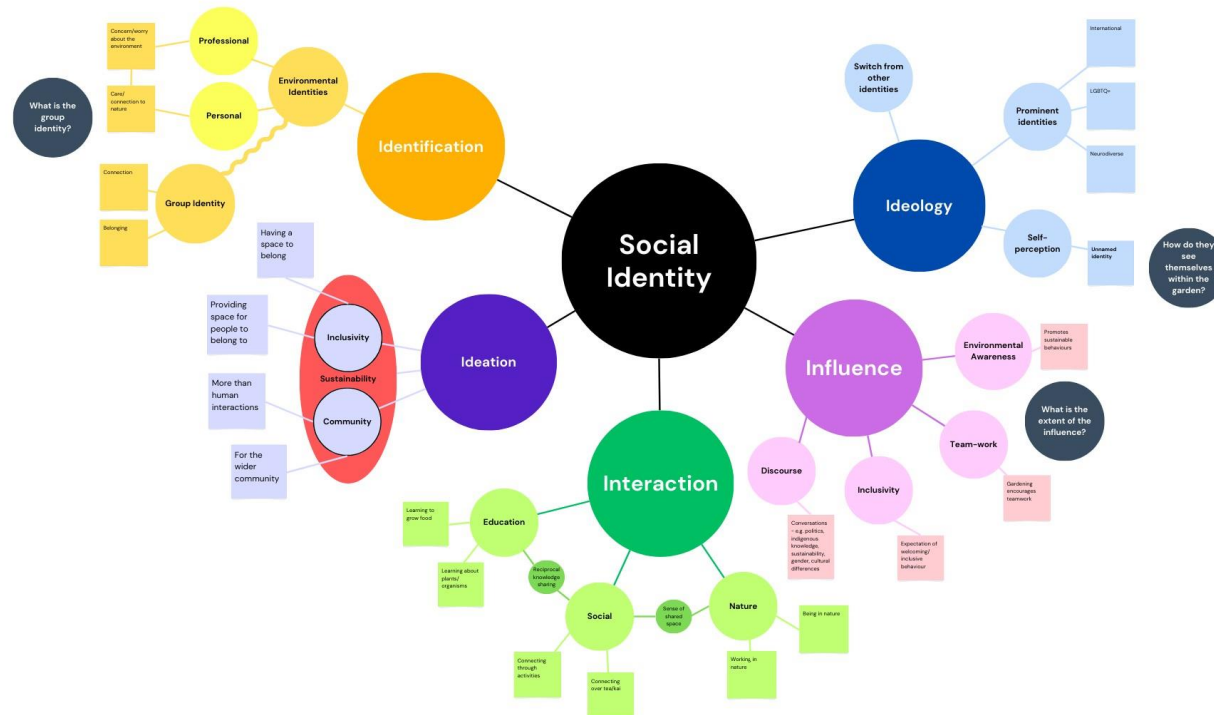 Social
Identity
Identification
Environmental
Identities
Professional
Personal
Concern/worry
about the
environment
Care/
connection to
nature
What is the
group
identity?
Group Identity
Connection
Belonging
Ideation
Inclusivity
Sustainability
Community
Having a
space to
belong
Providing
space for
people to
belong to
More than
human
interactions
For the
wider
community
Interaction
Education
Learning to
grow food
Learning about
plants/
organisms
Reciprocal
knowledge
sharing
Social
Connecting
through
activities
Connecting
over tea/kai
Sense of
shared
space
Nature
Being in nature
Working in
nature
Influence
Environmental
Awareness
Promotes
sustainable
behaviours
What is the
extent of the
influence?
Team-work
Gardening
encourages
teamwork
Inclusivity
Expectation of
welcoming/
inclusive
behaviour
Discourse
Conversations
- e.g. politics,
indigenous
knowledge,
sustainability,
gender, cultural
differences
Ideology
Switch from
other
identities
Prominent
identities
International
LGBTQ+
Neurodiverse
Self-
perception
Unnamed
identity
How do they
see
themselves
within the
garden?